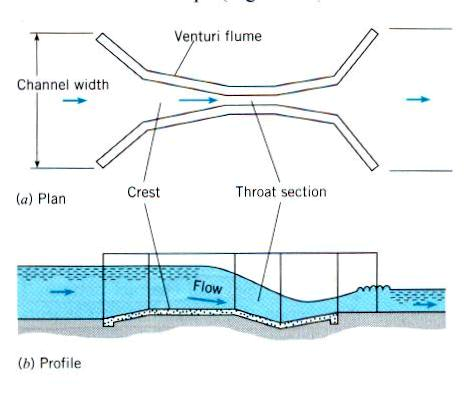 Venturi flume
Channel width
Crest
Throat section
(a) Plan
Flow
(b) Profile